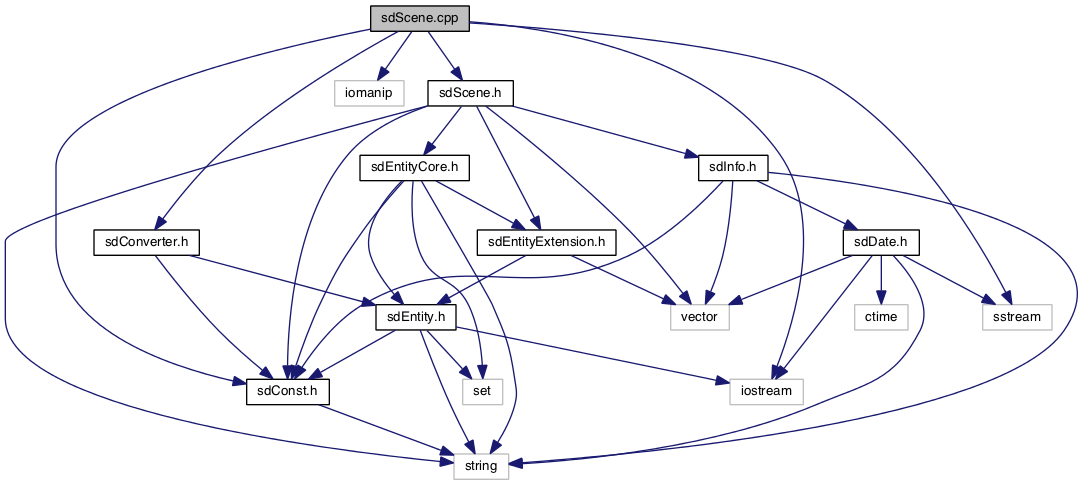 sdScene.cpp
iomanip
sdScene.h
sdEntityCore.h
sdInfo.h
sdConverter.h
sdEntityExtension.h
sdDate.h
sdEntity.h
vector
ctime
sstream
sdConst.h
set
iostream
string